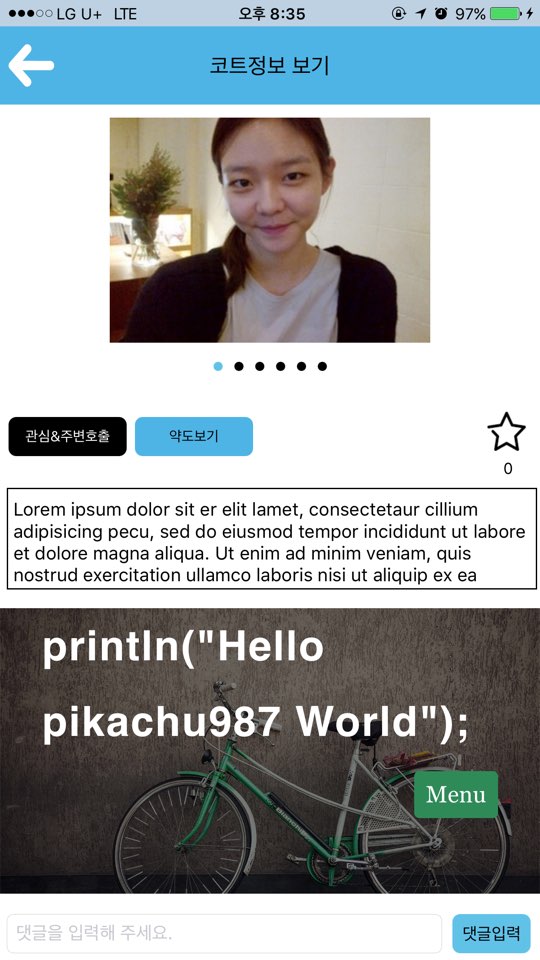 LG U+ LTE 오후 8:35 97%
코트정보 보기
관심&주변호출
약도보기
0
Lorem ipsum dolor sit er elit lamet, consectetaur cillium
adipisicing pecu, sed do eiusmod tempor incididunt ut labore
et dolore magna aliqua. Ut enim ad minim veniam, quis
nostrud exercitation ullamco laboris nisi ut aliquip ex ea
println("Hello
pikachu987 World");
Menu
댓글을 입력해 주세요.
댓글입력